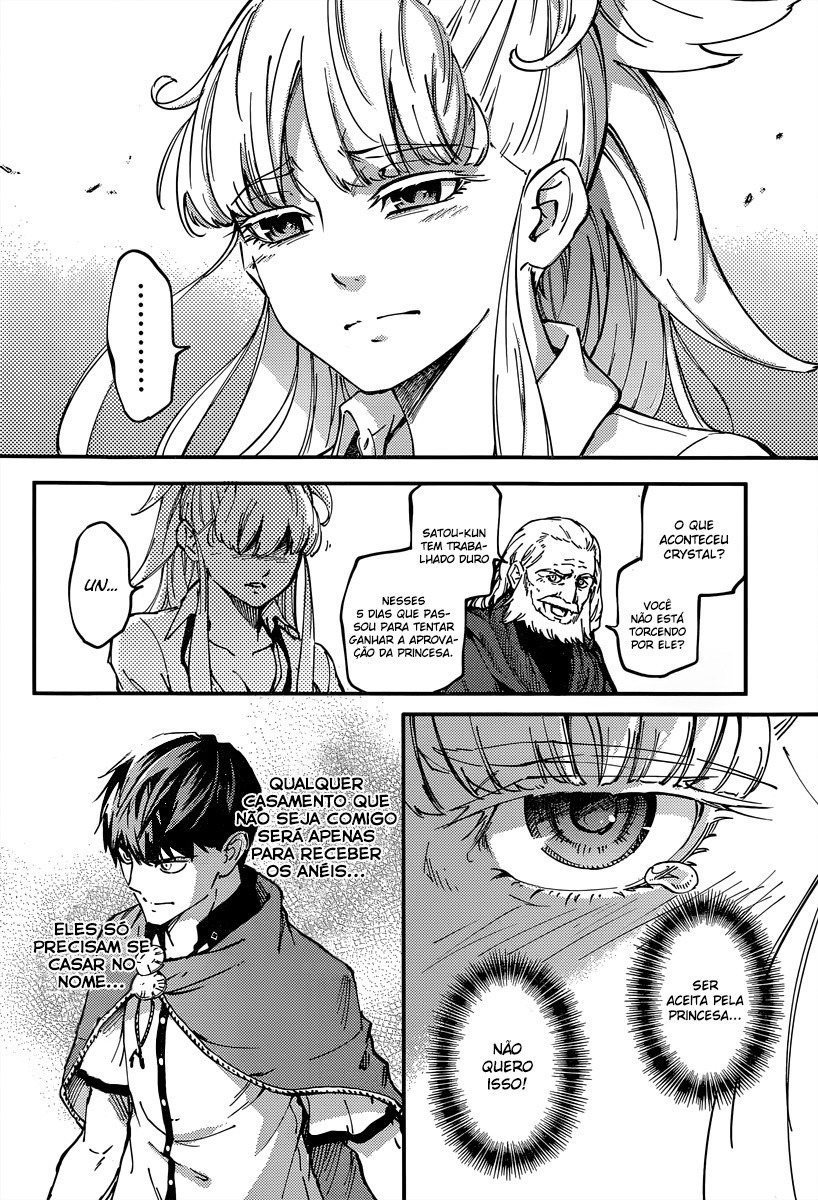 .........
O QUE
ACONTECEU
CRYSTAL?
VOCÊ
NÃO ESTÁ
TORCENDO
POR ELE?
SATOU-KUN
TEM TRABA-
LHADO DURO
NESSES
5 DIAS QUE PAS-
SOU PARA TENTAR
GANHAR A APROVA-
ÇÃO DA PRINCESA.
UN...
SER
ACEITA PELA
PRINCESA...
NÃO
QUERO
ISSO!
QUALQUER
CASAMENTO QUE
NÃO SEJA COMIGO
SERÁ APENAS
PARA RECEBER
OS ANÉIS...
ELES SÓ
PRECISAM SE
CASAR NO
NOME...